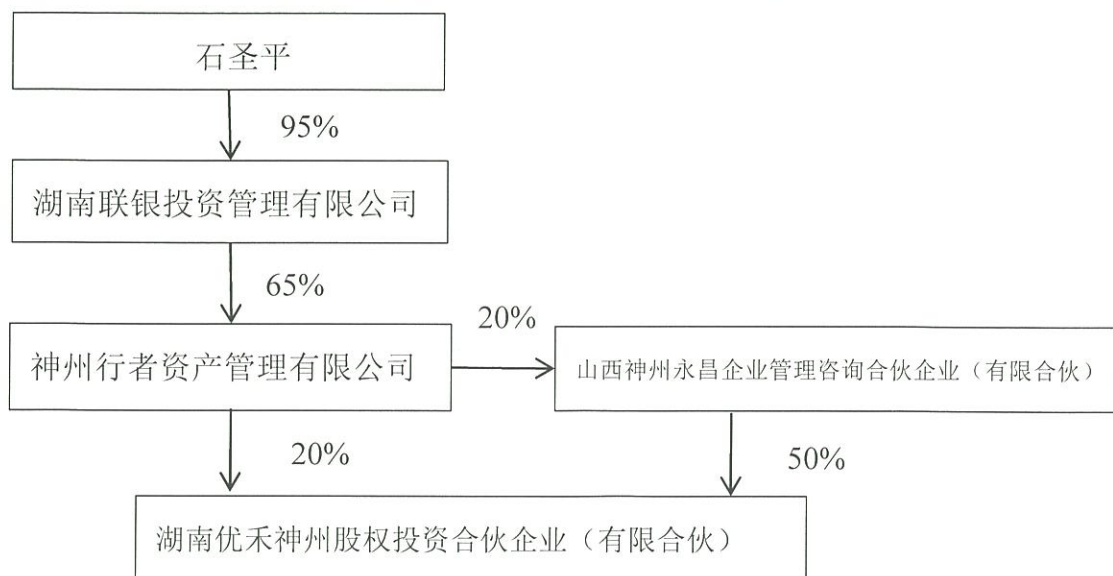 石圣平
95%
湖南联银投资管理有限公司
65%
神州行者资产管理有限公司
20%
山西神州永昌企业管理咨询合伙企业（有限合伙）
20%
50%
湖南优禾神州股权投资合伙企业（有限合伙）